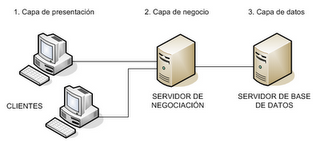 1. Capa de presentación
2. Capa de negocio
3. Capa de datos
CLIENTES
SERVIDOR DE
NEGOCIACIÓN
SERVIDOR DE BASE
DE DATOS